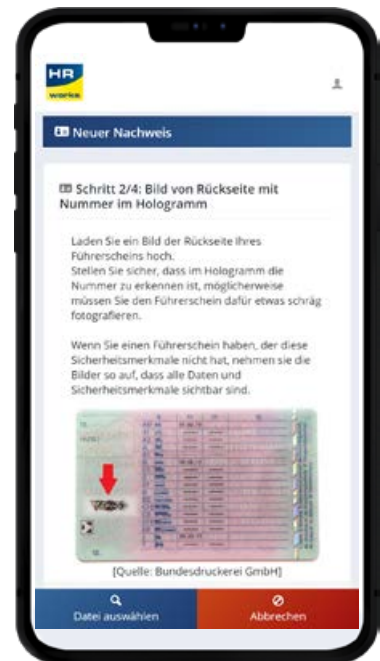 HR
works
Neuer Nachweis
Schritt 2/4: Bild von Rückseite mit
Nummer im Hologramm
Laden Sie ein Bild der Rückseite Ihres
Führerscheins hoch.
Stellen Sie sicher, dass im Hologramm die
Nummer zu erkennen ist, möglicherweise
müssen Sie den Führerschein dafür etwas schräg
fotografieren.
Wenn Sie einen Führerschein haben, der diese
Sicherheitsmerkmale nicht hat, nehmen sie die
Bilder so auf, dass alle Daten und
Sicherheitsmerkmale sichtbar sind.
[Quelle: Bundesdruckerei GmbH]
Datei auswählen
Abbrechen